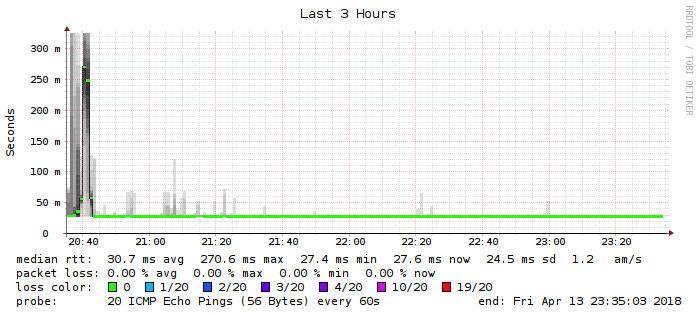 Last 3 Hours
RRDTOOL / TOBI OETIKER
Seconds
300 m
250 m
200 m
150 m
100 m
50 m
0
20:40 21:00 21:20 21:40 22:00 22:20 22:40 23:00 23:20
median rtt: 30.7 ms avg 270.6 ms max 27.4 ms min 27.6 ms now 24.5 ms sd 1.2 am/s
packet loss: 0.00 % avg 0.00 % max 0.00 % min 0.00 % now
loss color: 0 1/20 2/20 3/20 4/20 10/20 19/20
probe: 20 ICMP Echo Pings (56 Bytes) every 60s end: Fri Apr 13 23:35:03 2018